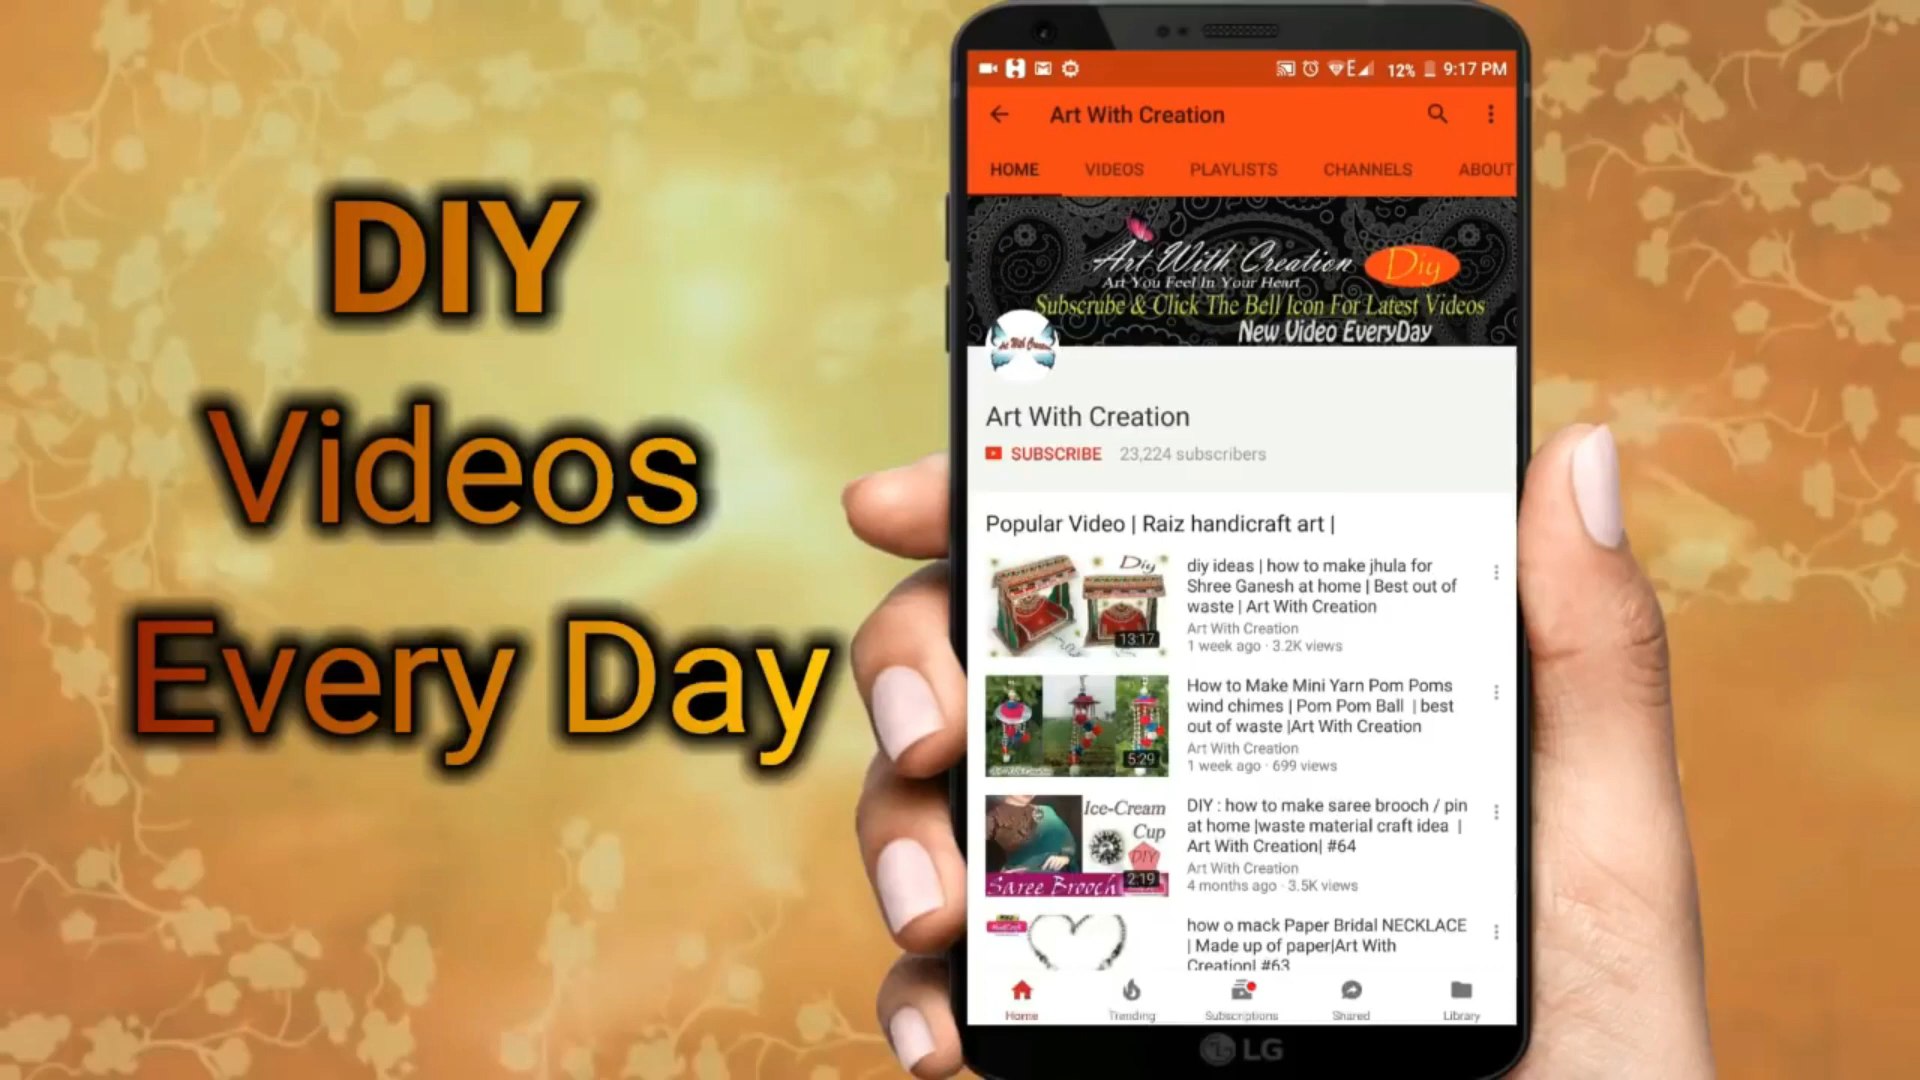 DIY
Videos
Every Day
12% 9:17 PM
Art With Creation
HOME VIDEOS PLAYLISTS CHANNELS ABOUT
Art With Creation Diy
Art You Feel In Your Heart
Subscrube & Click The Bell Icon For Latest Videos
New Video EveryDay
Art With Creation
SUBSCRIBE 23,224 subscribers
Popular Video | Raiz handicraft art |
Diy
13:17
diy ideas | how to make jhula for
Shree Ganesh at home | Best out of
waste | Art With Creation
Art With Creation
1 week ago · 3.2K views
5:29
How to Make Mini Yarn Pom Poms
wind chimes | Pom Pom Ball | best
out of waste |Art With Creation
Art With Creation
1 week ago · 699 views
Ice-Cream
Cup
DIY
Saree Brooch 2:19
DIY : how to make saree brooch / pin
at home |waste material craft idea |
Art With Creation| #64
Art With Creation
4 months ago · 3.5K views
how o mack Paper Bridal NECKLACE
| Made up of paper|Art With
Creation| #63
Home Trending Subscriptions Shared Library
LG